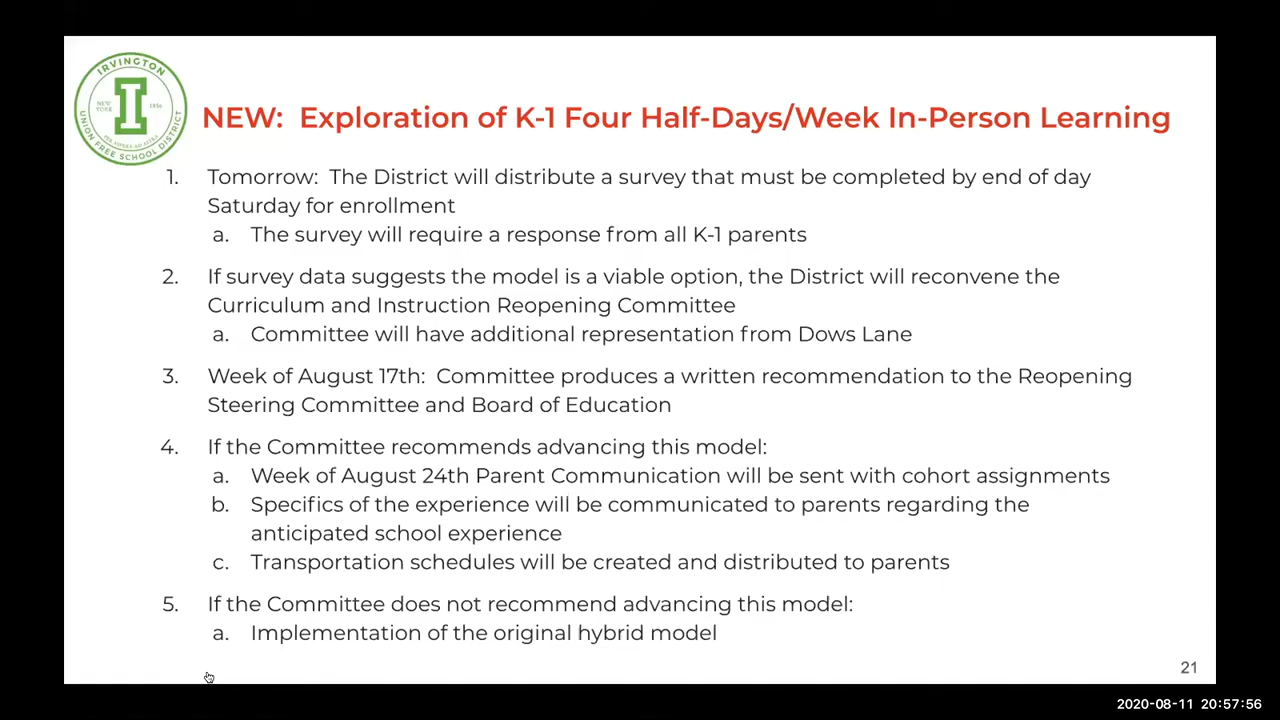 IRVINGTON
NEW YORK
1956
UNION FREE SCHOOL DISTRICT
NEW:  Exploration of K-1 Four Half-Days/Week In-Person Learning
1. Tomorrow:  The District will distribute a survey that must be completed by end of day
Saturday for enrollment
a. The survey will require a response from all K-1 parents
2. If survey data suggests the model is a viable option, the District will reconvene the
Curriculum and Instruction Reopening Committee
a. Committee will have additional representation from Dows Lane
3. Week of August 17th:  Committee produces a written recommendation to the Reopening
Steering Committee and Board of Education
4. If the Committee recommends advancing this model:
a. Week of August 24th Parent Communication will be sent with cohort assignments
b. Specifics of the experience will be communicated to parents regarding the
anticipated school experience
c. Transportation schedules will be created and distributed to parents
5. If the Committee does not recommend advancing this model:
a. Implementation of the original hybrid model
21
2020-08-11 20:57:56